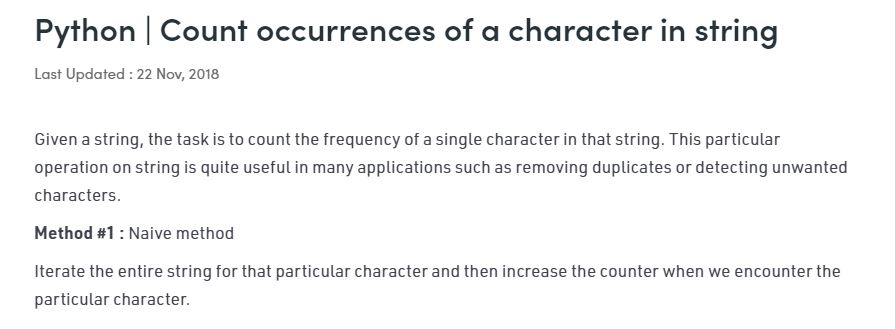 Python | Count occurrences of a character in string
Last Updated : 22 Nov, 2018
Given a string, the task is to count the frequency of a single character in that string. This particular
operation on string is quite useful in many applications such as removing duplicates or detecting unwanted
characters.
Method #1 : Naive method
Iterate the entire string for that particular character and then increase the counter when we encounter the
particular character.